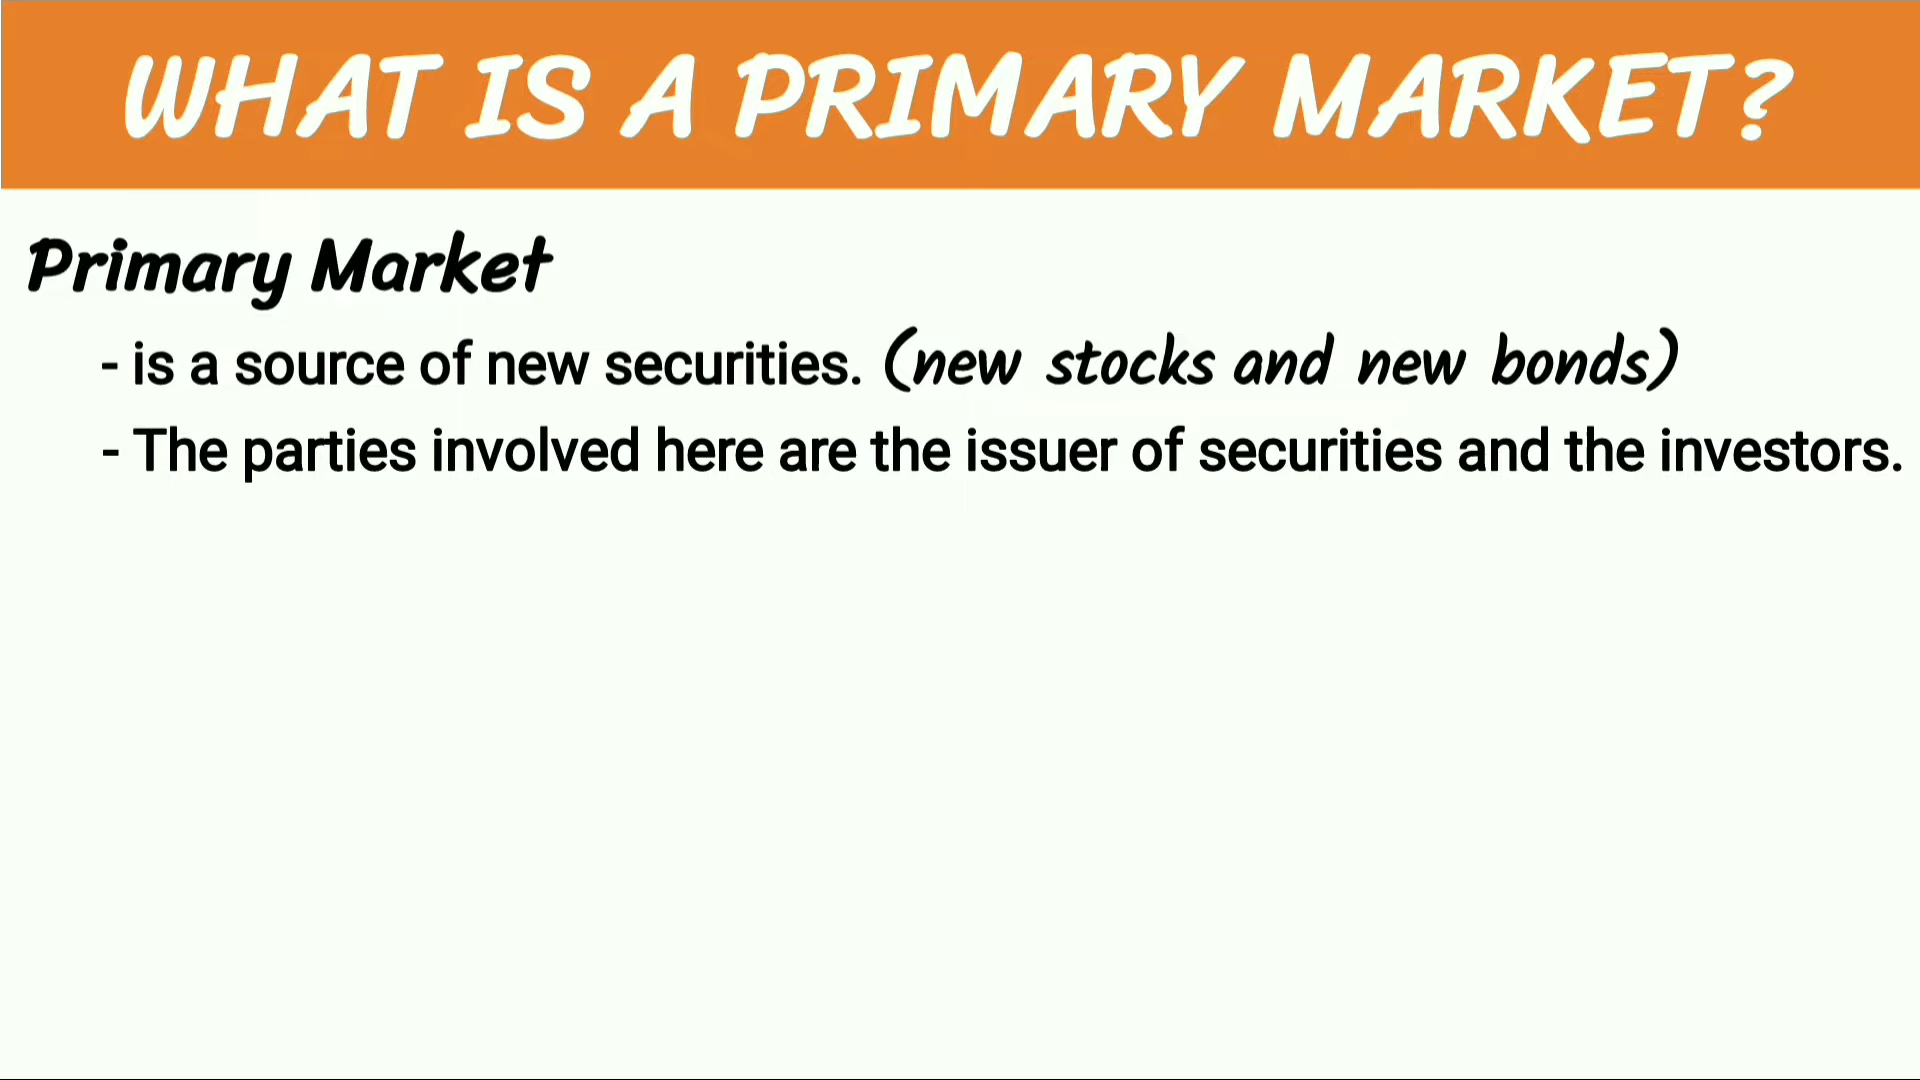 WHAT IS A PRIMARY MARKET?
Primary Market
- is a source of new securities. (new stocks and new bonds)
- The parties involved here are the issuer of securities and the investors.